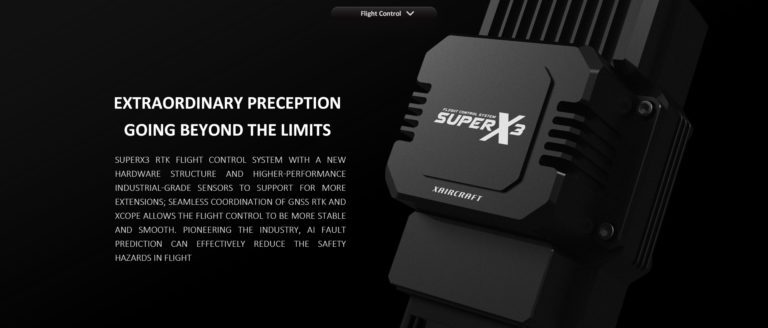 Flight Control
EXTRAORDINARY PRECEPTION
GOING BEYOND THE LIMITS
SUPERX3 RTK FLIGHT CONTROL SYSTEM WITH A NEW
HARDWARE STRUCTURE AND HIGHER-PERFORMANCE
INDUSTRIAL-GRADE SENSORS TO SUPPORT FOR MORE
EXTENSIONS; SEAMLESS COORDINATION OF GNSS RTK AND
XCOPE ALLOWS THE FLIGHT CONTROL TO BE MORE STABLE
AND SMOOTH. PIONEERING THE INDUSTRY, AI FAULT
PREDICTION CAN EFFECTIVELY REDUCE THE SAFETY
HAZARDS IN FLIGHT
FLIGHT CONTROL SYSTEM
SUPERX3
XAIRCRAFT